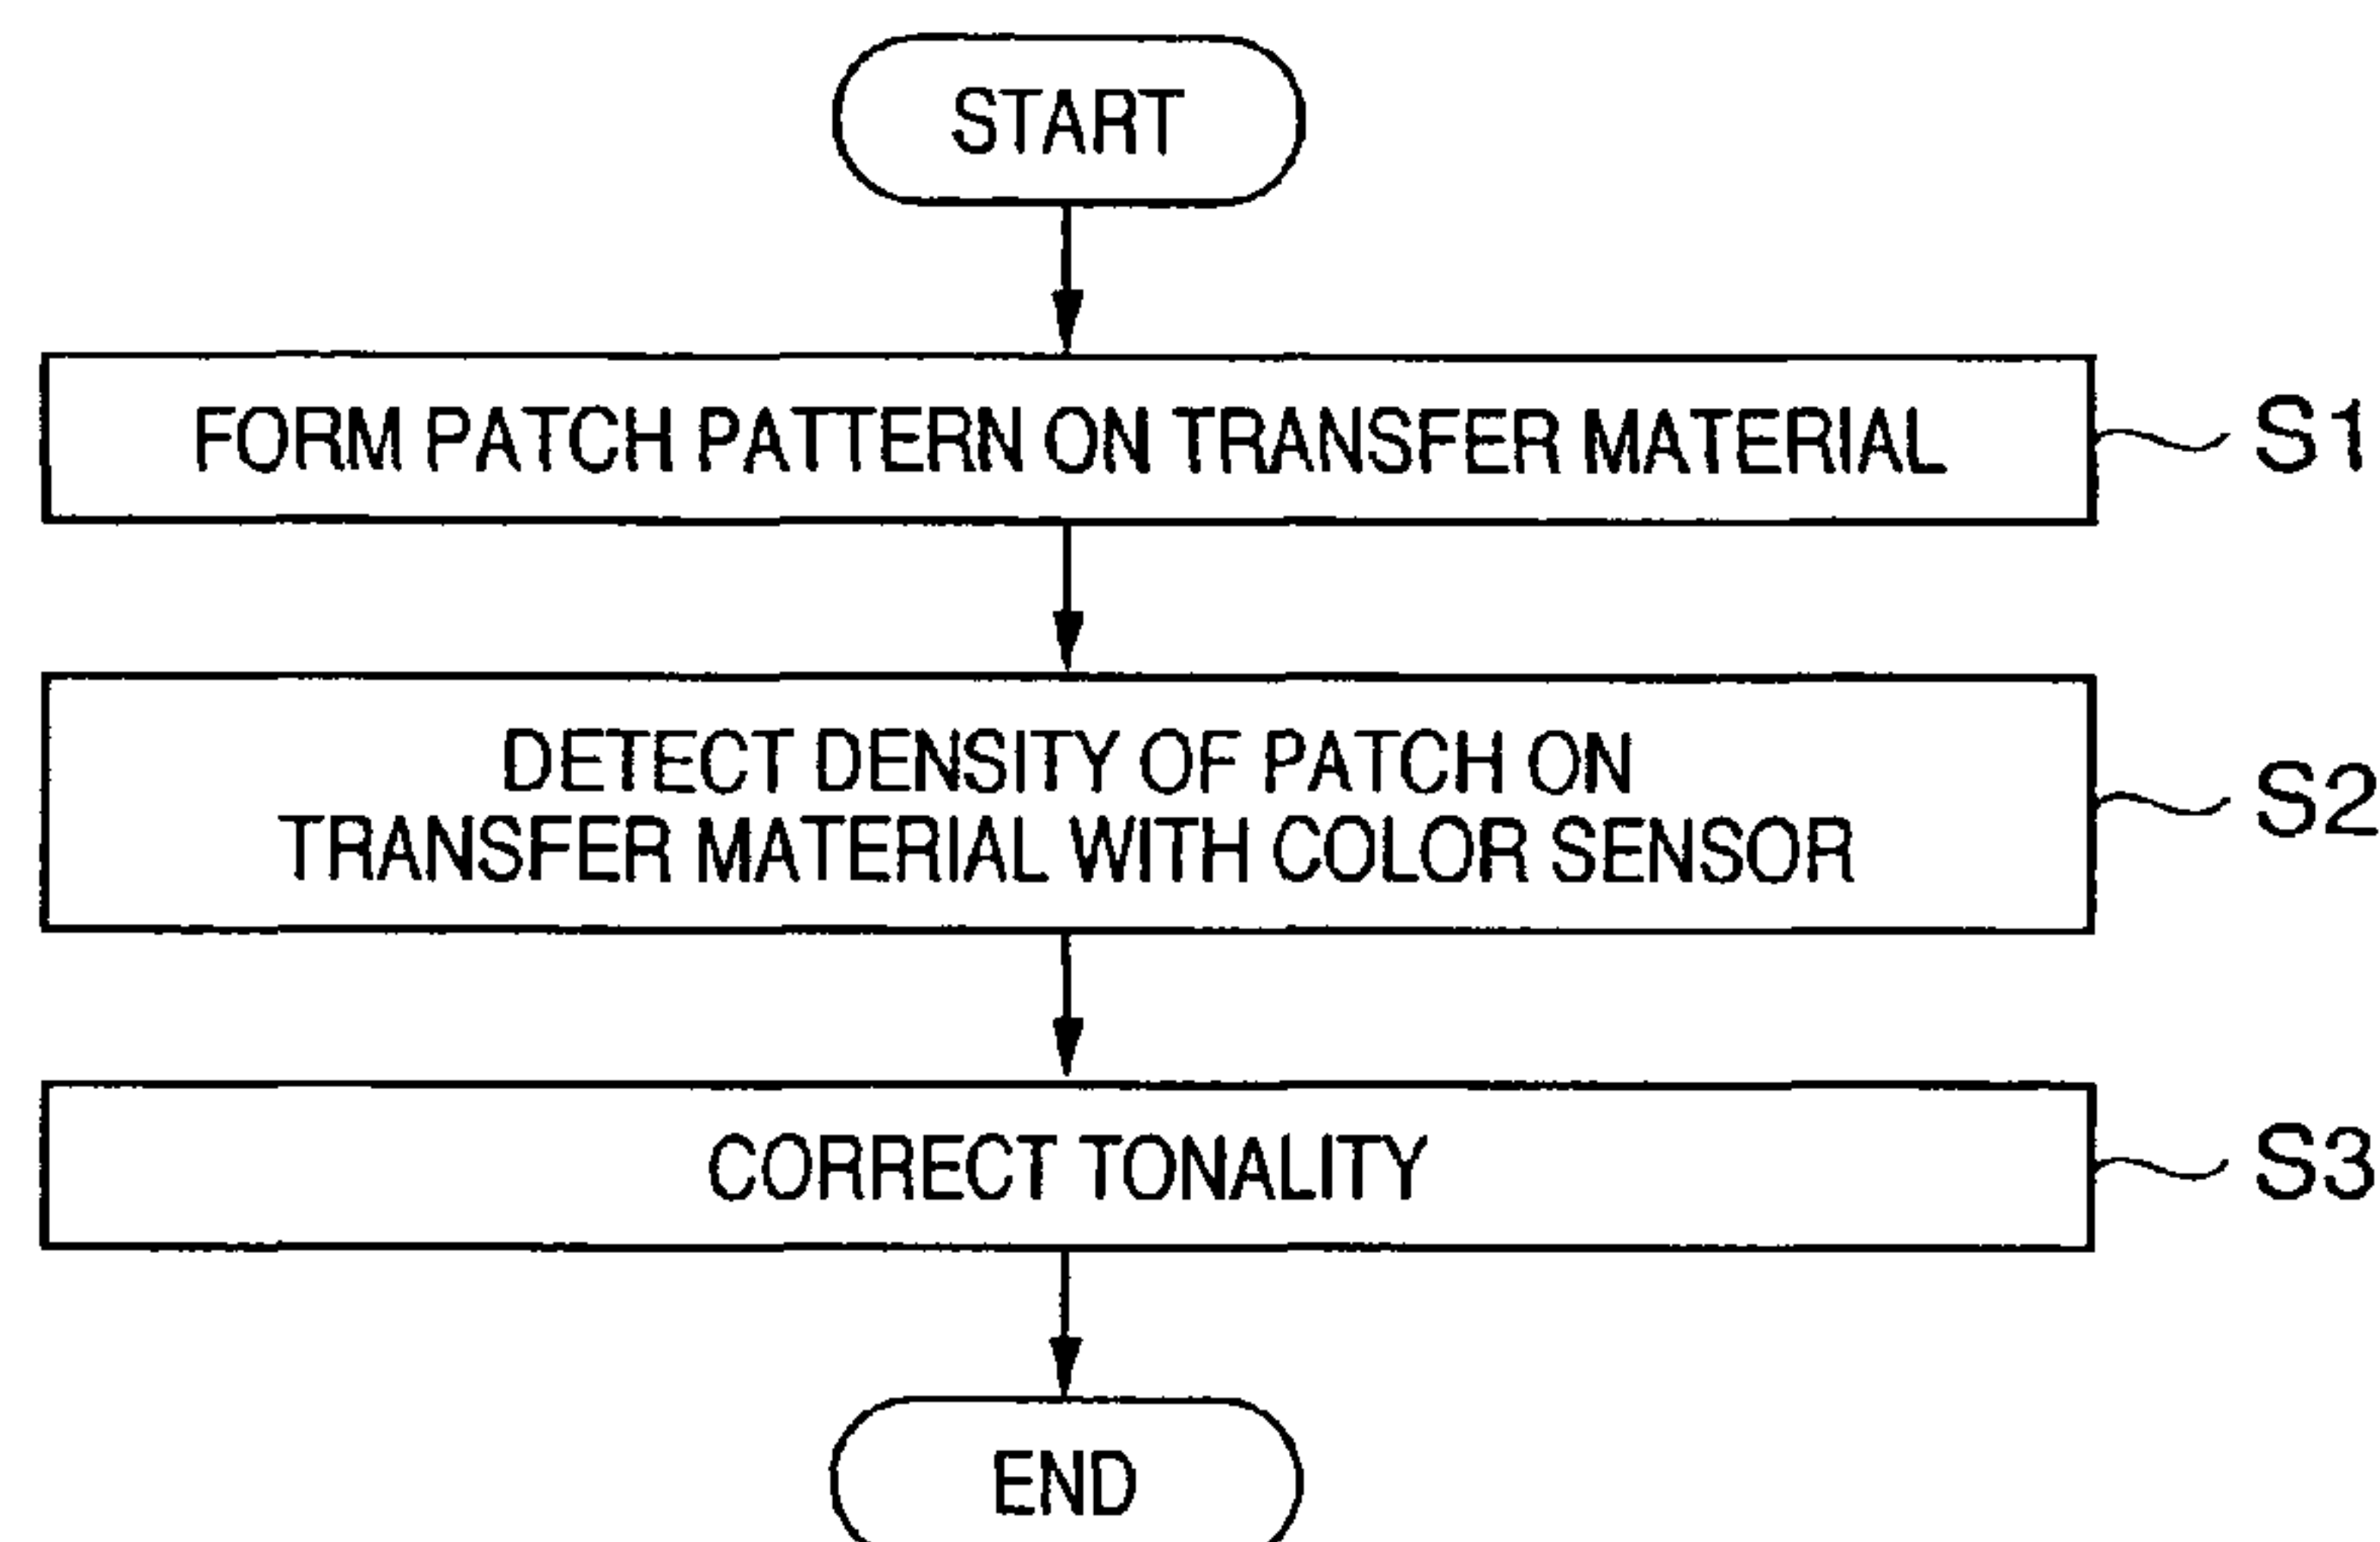 START
FORM PATCH PATTERN ON TRANSFER MATERIAL
S1
DETECT DENSITY OF PATCH ON
TRANSFER MATERIAL WITH COLOR SENSOR
S2
CORRECT TONALITY
S3
END